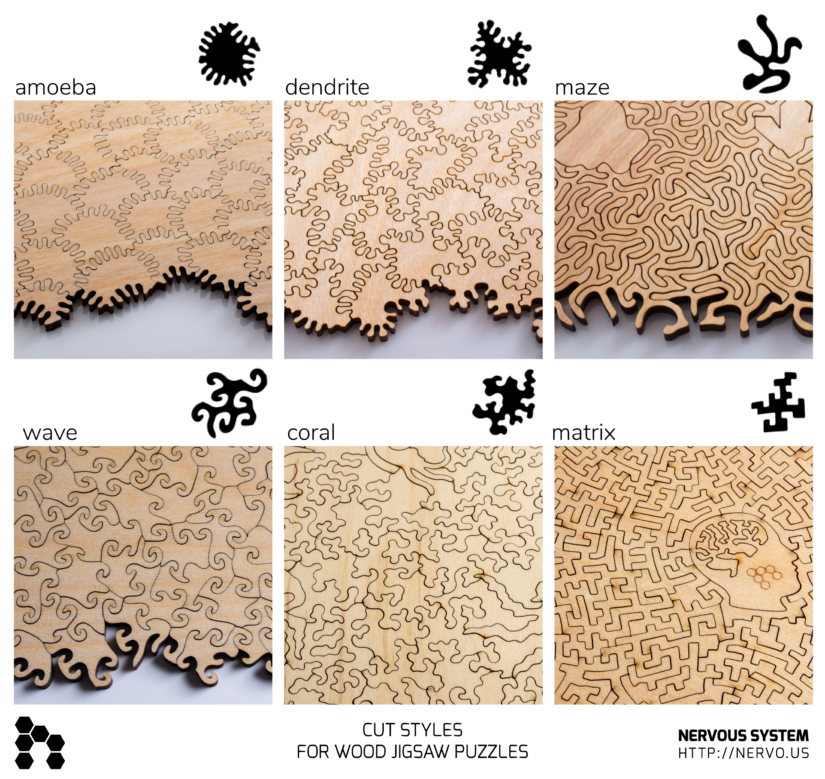 amoeba
dendrite
maze
wave
coral
matrix
CUT STYLES
FOR WOOD JIGSAW PUZZLES
NERVOUS SYSTEM
HTTP://NERVO.US